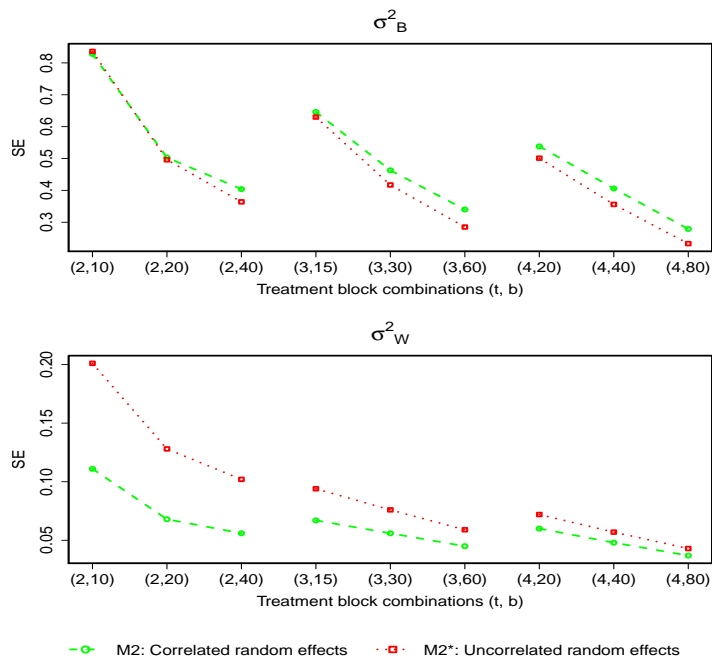 σ²B
SE
0.3 0.4 0.5 0.6 0.7 0.8
(2,10) (2,20) (2,40) (3,15) (3,30) (3,60) (4,20) (4,40) (4,80)
Treatment block combinations (t, b)
σ²W
SE
0.05 0.10 0.15 0.20
(2,10) (2,20) (2,40) (3,15) (3,30) (3,60) (4,20) (4,40) (4,80)
Treatment block combinations (t, b)
M2: Correlated random effects M2*: Uncorrelated random effects